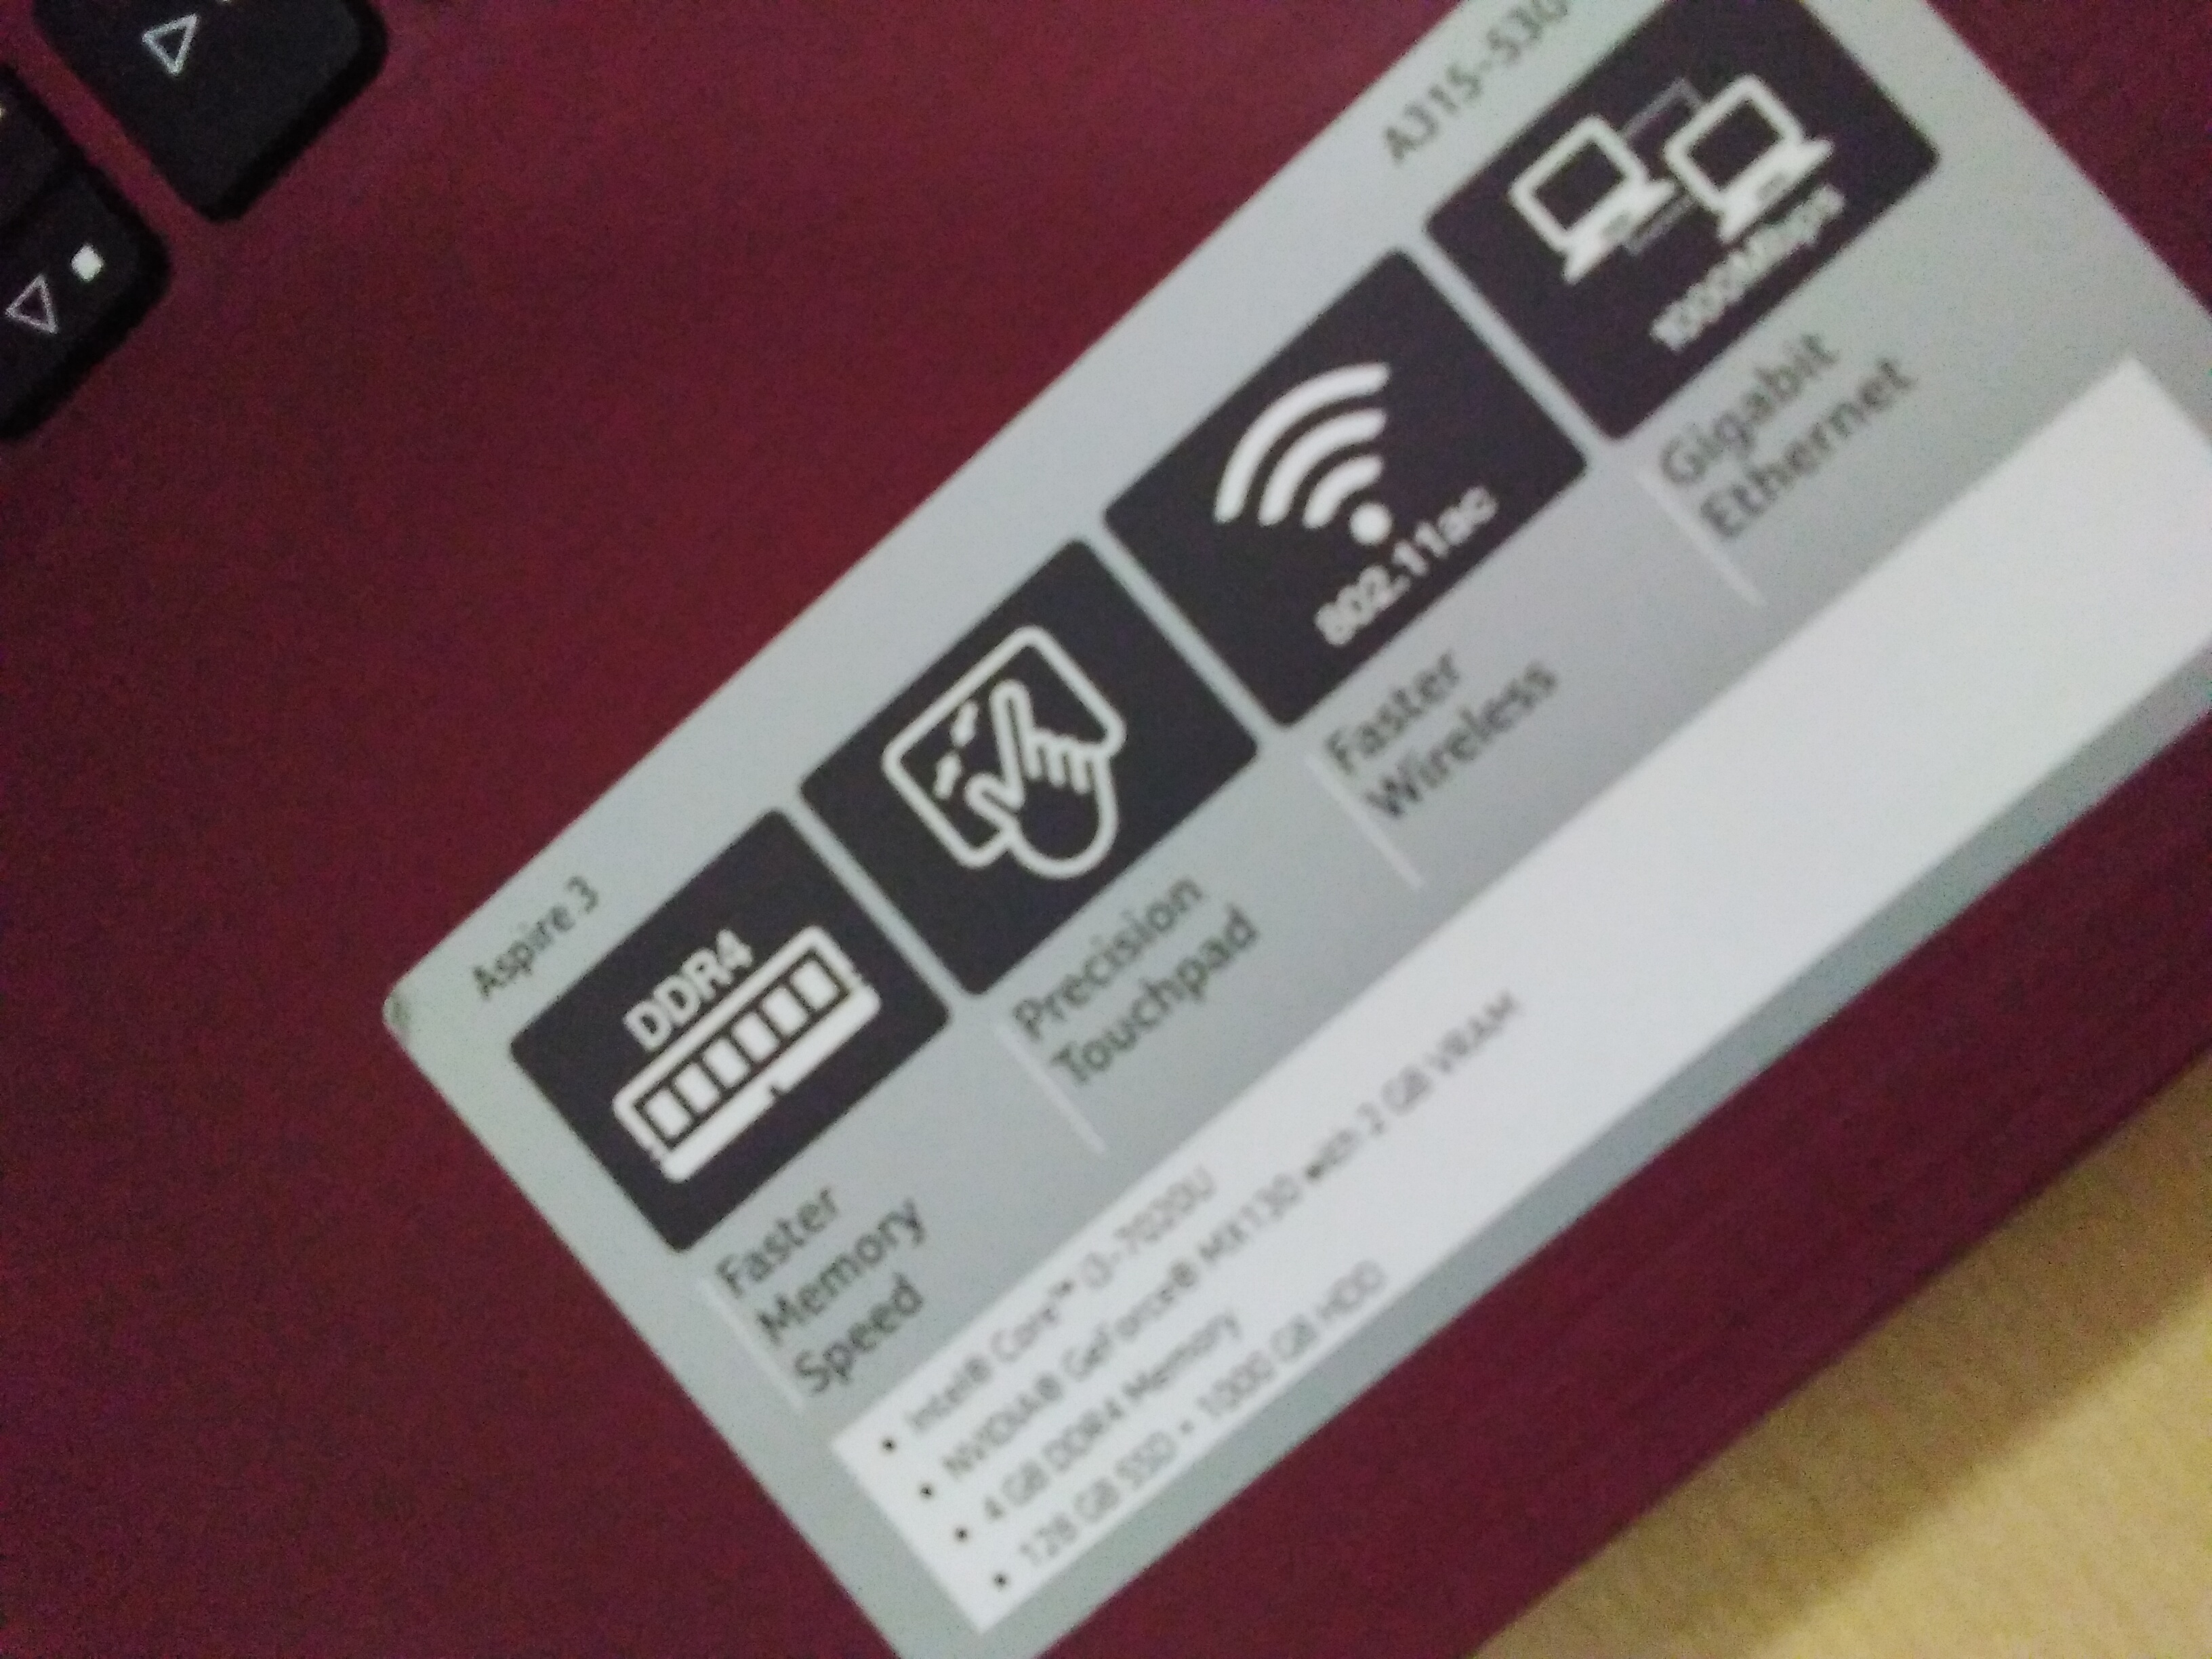 Aspire 3
A315-53G
DDR4
Faster
Memory
Speed
Precision
Touchpad
802.11ac
Faster
Wireless
1000Mbps
Gigabit
Ethernet
• Intel® Core™ i3-7020U
• NVIDIA® GeForce® MX130 with 2 GB VRAM
• 4 GB DDR4 Memory
• 128 GB SSD + 1000 GB HDD